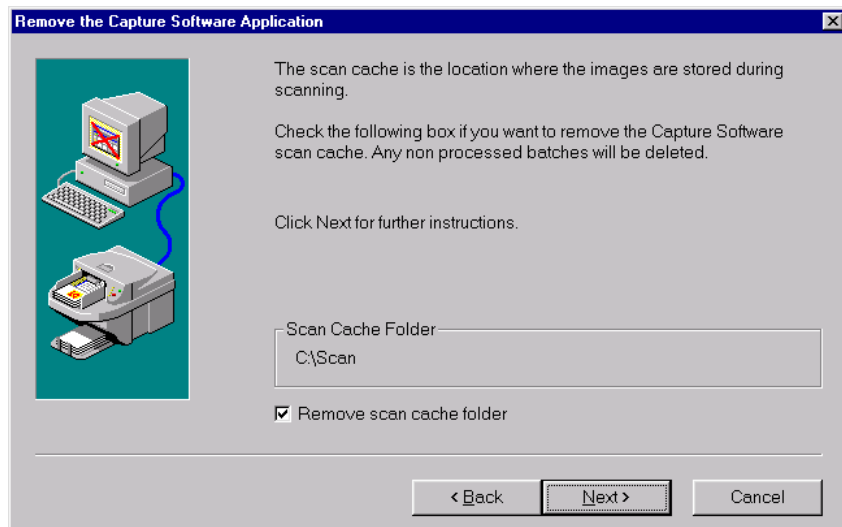 Remove the Capture Software Application
The scan cache is the location where the images are stored during
scanning.
Check the following box if you want to remove the Capture Software
scan cache. Any non processed batches will be deleted.
Click Next for further instructions.
Scan Cache Folder
C:\Scan
Remove scan cache folder
< Back
Next >
Cancel